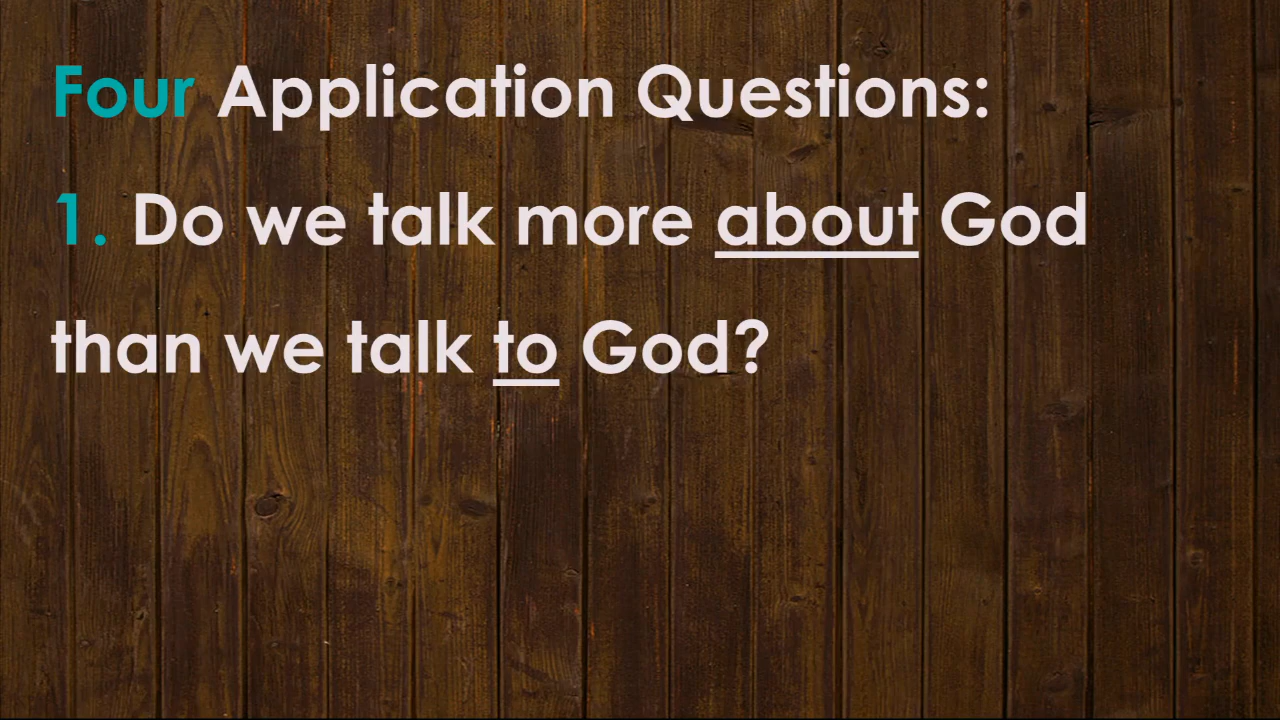 Four Application Questions:
1. Do we talk more about God
than we talk to God?